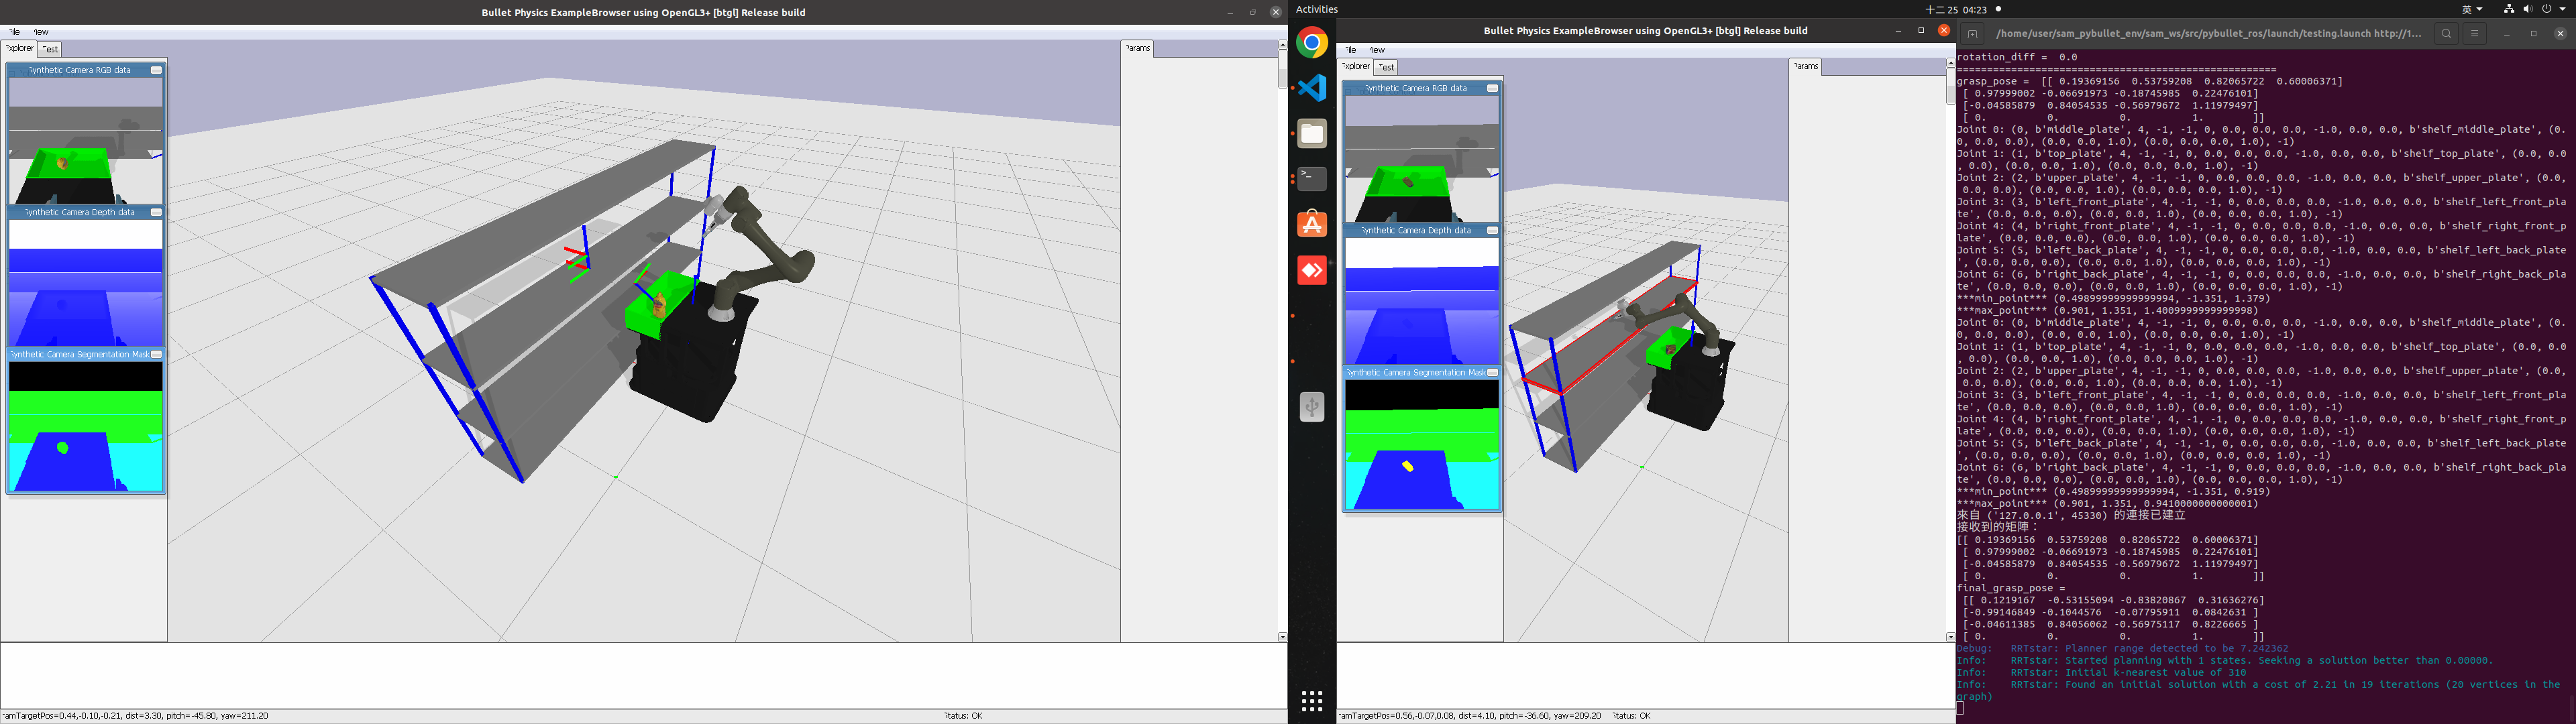 Bullet Physics ExampleBrowser using OpenGL3+ [btgl] Release build
File View
Explorer Test
Synthetic Camera RGB data
Synthetic Camera Depth data
Synthetic Camera Segmentation Mask
Params
amTargetPos=0.44,-0.10,-0.21, dist=3.30, pitch=-45.80, yaw=211.20 Status: OK
Activities
十二 25 04:23
英
Bullet Physics ExampleBrowser using OpenGL3+ [btgl] Release build
File View
Explorer Test
Synthetic Camera RGB data
Synthetic Camera Depth data
Synthetic Camera Segmentation Mask
Params
amTargetPos=0.56,-0.07,0.08, dist=4.10, pitch=-36.60, yaw=209.20 Status: OK
/home/user/sam_pybullet_env/sam_ws/src/pybullet_ros/launch/testing.launch http://1...
rotation_diff =  0.0
====================================================
grasp_pose =  [[ 0.19369156  0.53759208  0.82065722  0.60006371]
[ 0.97999002 -0.06691973 -0.18745985  0.22476101]
[-0.04585879  0.84054535 -0.56979672  1.11979497]
[ 0.          0.          0.          1.        ]]
Joint 0: (0, b'middle_plate', 4, -1, -1, 0, 0.0, 0.0, 0.0, -1.0, 0.0, 0.0, b'shelf_middle_plate', (0.
0, 0.0, 0.0), (0.0, 0.0, 0.0), (0.0, 0.0, 0.0, 1.0), -1)
Joint 1: (1, b'top_plate', 4, -1, -1, 0, 0.0, 0.0, 0.0, -1.0, 0.0, 0.0, b'shelf_top_plate', (0.0, 0.0
, 0.0), (0.0, 0.0, 0.0), (0.0, 0.0, 0.0, 1.0), -1)
Joint 2: (2, b'upper_plate', 4, -1, -1, 0, 0.0, 0.0, 0.0, -1.0, 0.0, 0.0, b'shelf_upper_plate', (0.0,
0.0, 0.0), (0.0, 0.0, 0.0), (0.0, 0.0, 0.0, 1.0), -1)
Joint 3: (3, b'left_front_plate', 4, -1, -1, 0, 0.0, 0.0, 0.0, -1.0, 0.0, 0.0, b'shelf_left_front_pla
te', (0.0, 0.0, 0.0), (0.0, 0.0, 0.0), (0.0, 0.0, 0.0, 1.0), -1)
Joint 4: (4, b'right_front_plate', 4, -1, -1, 0, 0.0, 0.0, 0.0, -1.0, 0.0, 0.0, b'shelf_right_front_p
late', (0.0, 0.0, 0.0), (0.0, 0.0, 0.0), (0.0, 0.0, 0.0, 1.0), -1)
Joint 5: (5, b'left_back_plate', 4, -1, -1, 0, 0.0, 0.0, 0.0, -1.0, 0.0, 0.0, b'shelf_left_back_plate
', (0.0, 0.0, 0.0), (0.0, 0.0, 0.0), (0.0, 0.0, 0.0, 1.0), -1)
Joint 6: (6, b'right_back_plate', 4, -1, -1, 0, 0.0, 0.0, 0.0, -1.0, 0.0, 0.0, b'shelf_right_back_pla
te', (0.0, 0.0, 0.0), (0.0, 0.0, 0.0), (0.0, 0.0, 0.0, 1.0), -1)
***min_point*** (0.49899999999999994, -1.351, 1.379)
***max_point*** (0.901, 1.351, 1.4009999999999998)
Joint 0: (0, b'middle_plate', 4, -1, -1, 0, 0.0, 0.0, 0.0, -1.0, 0.0, 0.0, b'shelf_middle_plate', (0.
0, 0.0, 0.0), (0.0, 0.0, 0.0), (0.0, 0.0, 0.0, 1.0), -1)
Joint 1: (1, b'top_plate', 4, -1, -1, 0, 0.0, 0.0, 0.0, -1.0, 0.0, 0.0, b'shelf_top_plate', (0.0, 0.0
, 0.0), (0.0, 0.0, 0.0), (0.0, 0.0, 0.0, 1.0), -1)
Joint 2: (2, b'upper_plate', 4, -1, -1, 0, 0.0, 0.0, 0.0, -1.0, 0.0, 0.0, b'shelf_upper_plate', (0.0,
0.0, 0.0), (0.0, 0.0, 0.0), (0.0, 0.0, 0.0, 1.0), -1)
Joint 3: (3, b'left_front_plate', 4, -1, -1, 0, 0.0, 0.0, 0.0, -1.0, 0.0, 0.0, b'shelf_left_front_pla
te', (0.0, 0.0, 0.0), (0.0, 0.0, 0.0), (0.0, 0.0, 0.0, 1.0), -1)
Joint 4: (4, b'right_front_plate', 4, -1, -1, 0, 0.0, 0.0, 0.0, -1.0, 0.0, 0.0, b'shelf_right_front_p
late', (0.0, 0.0, 0.0), (0.0, 0.0, 0.0), (0.0, 0.0, 0.0, 1.0), -1)
Joint 5: (5, b'left_back_plate', 4, -1, -1, 0, 0.0, 0.0, 0.0, -1.0, 0.0, 0.0, b'shelf_left_back_plate
', (0.0, 0.0, 0.0), (0.0, 0.0, 0.0), (0.0, 0.0, 0.0, 1.0), -1)
Joint 6: (6, b'right_back_plate', 4, -1, -1, 0, 0.0, 0.0, 0.0, -1.0, 0.0, 0.0, b'shelf_right_back_pla
te', (0.0, 0.0, 0.0), (0.0, 0.0, 0.0), (0.0, 0.0, 0.0, 1.0), -1)
***min_point*** (0.49899999999999994, -1.351, 0.919)
***max_point*** (0.901, 1.351, 0.9410000000000001)
來自 ('127.0.0.1', 45330) 的連接已建立
接收到的矩陣：
[[ 0.19369156  0.53759208  0.82065722  0.60006371]
[ 0.97999002 -0.06691973 -0.18745985  0.22476101]
[-0.04585879  0.84054535 -0.56979672  1.11979497]
[ 0.          0.          0.          1.        ]]
final_grasp_pose =
[[ 0.1219167  -0.53155094 -0.83820867  0.31636276]
[-0.99146849 -0.1044576  -0.07795911  0.0842631 ]
[-0.04611385  0.84056062 -0.56975117  0.8226665 ]
[ 0.          0.          0.          1.        ]]
Debug:   RRTstar: Planner range detected to be 7.242362
Info:    RRTstar: Started planning with 1 states. Seeking a solution better than 0.00000.
Info:    RRTstar: Initial k-nearest value of 310
Info:    RRTstar: Found an initial solution with a cost of 2.21 in 19 iterations (20 vertices in the
graph)